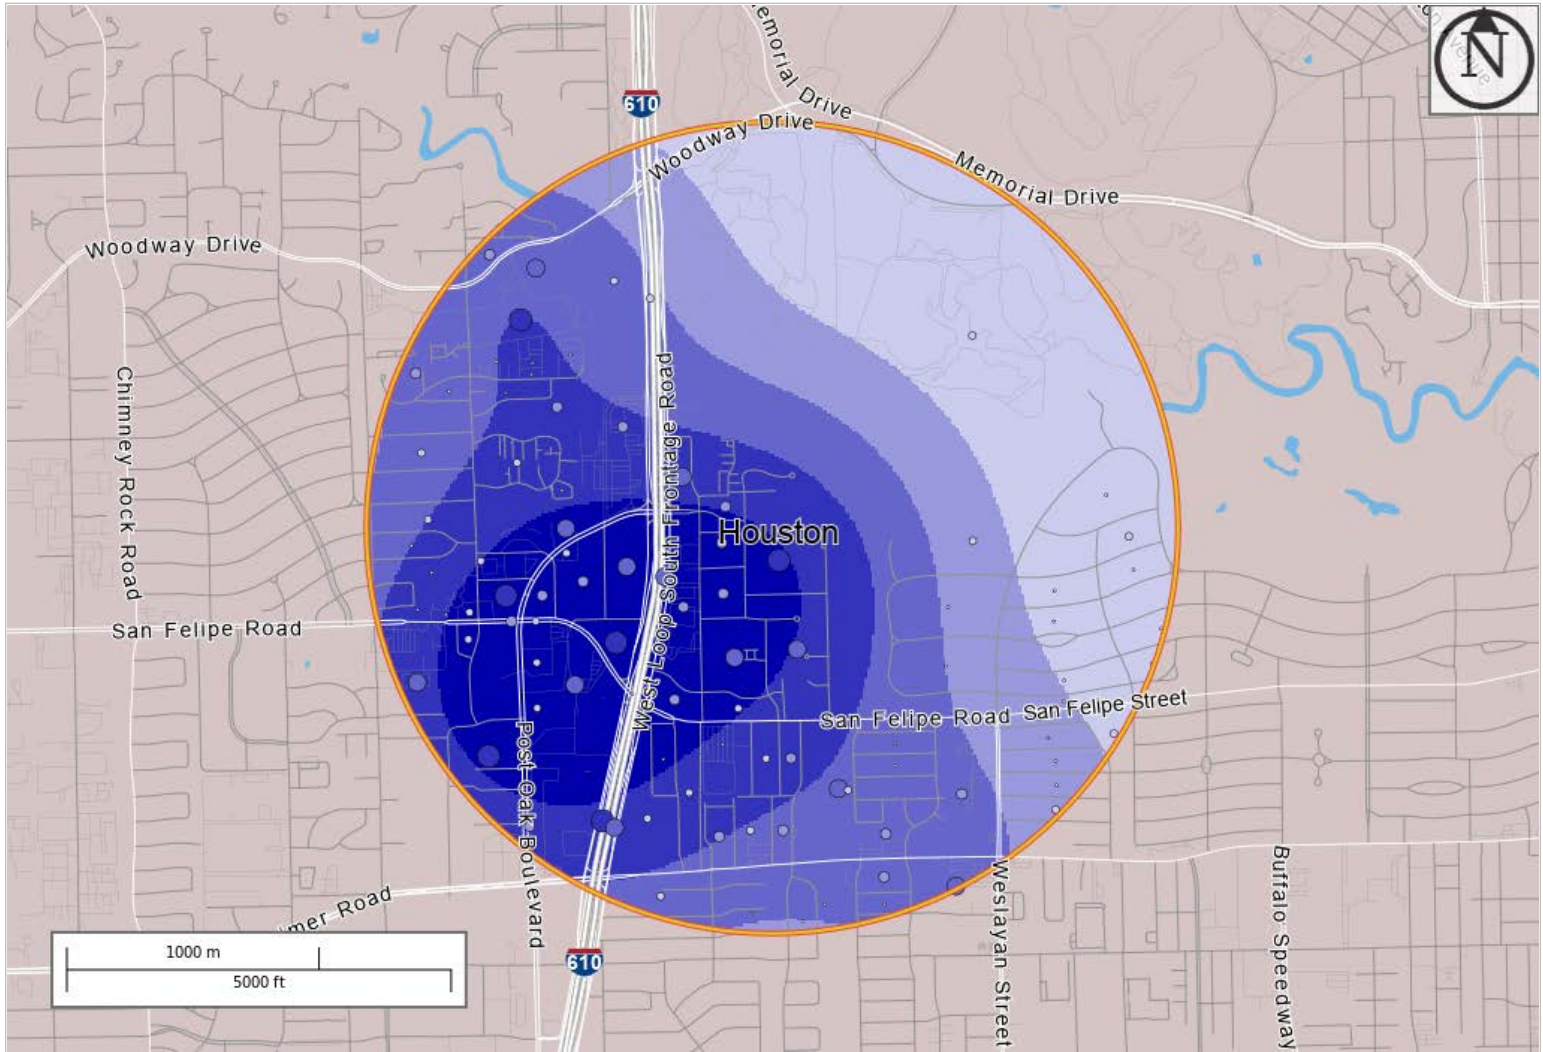 Memorial Drive
N
610
Woodway Drive
Memorial Drive
Woodway Drive
Chimney Rock Road
West Loop South Frontage Road
Houston
San Felipe Road
San Felipe Road
San Felipe Street
Post Oak Boulevard
Weslayan Street
Buffalo Speedway
Road
610
1000 m
5000 ft